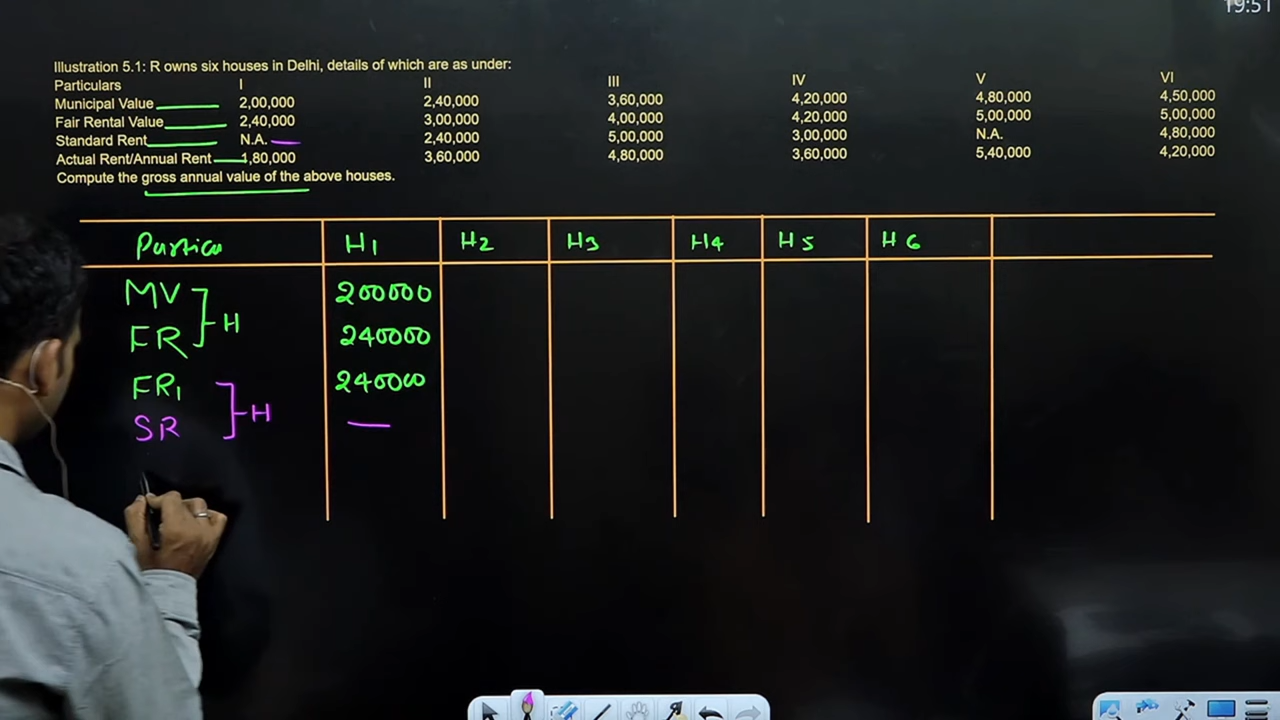 19:51
Illustration 5.1: R owns six houses in Delhi, details of which are as under:
Particulars I II III IV V VI
Municipal Value 2,00,000 2,40,000 3,60,000 4,20,000 4,80,000 4,50,000
Fair Rental Value 2,40,000 3,00,000 4,00,000 4,20,000 5,00,000 5,00,000
Standard Rent N.A. 2,40,000 5,00,000 3,00,000 N.A. 4,80,000
Actual Rent/Annual Rent 1,80,000 3,60,000 4,80,000 3,60,000 5,40,000 4,20,000
Compute the gross annual value of the above houses.
Particu H1 H2 H3 H4 H5 H6
MV 200000
H
FR 240000
FR1 240000
H
SR —